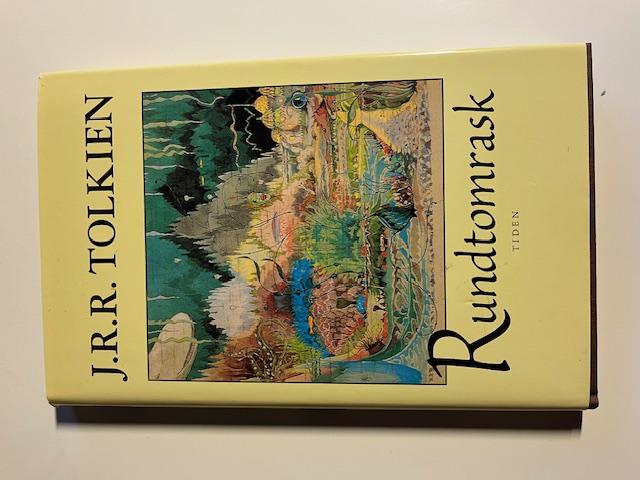 J.R.R. TOLKIEN
Rundtomrask
TIDEN